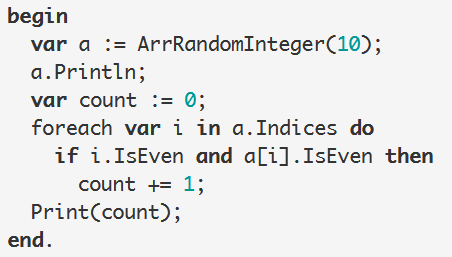 begin
  var a := ArrRandomInteger(10);
  a.Println;
  var count := 0;
  foreach var i in a.Indices do
    if i.IsEven and a[i].IsEven then
      count += 1;
  Print(count);
end.